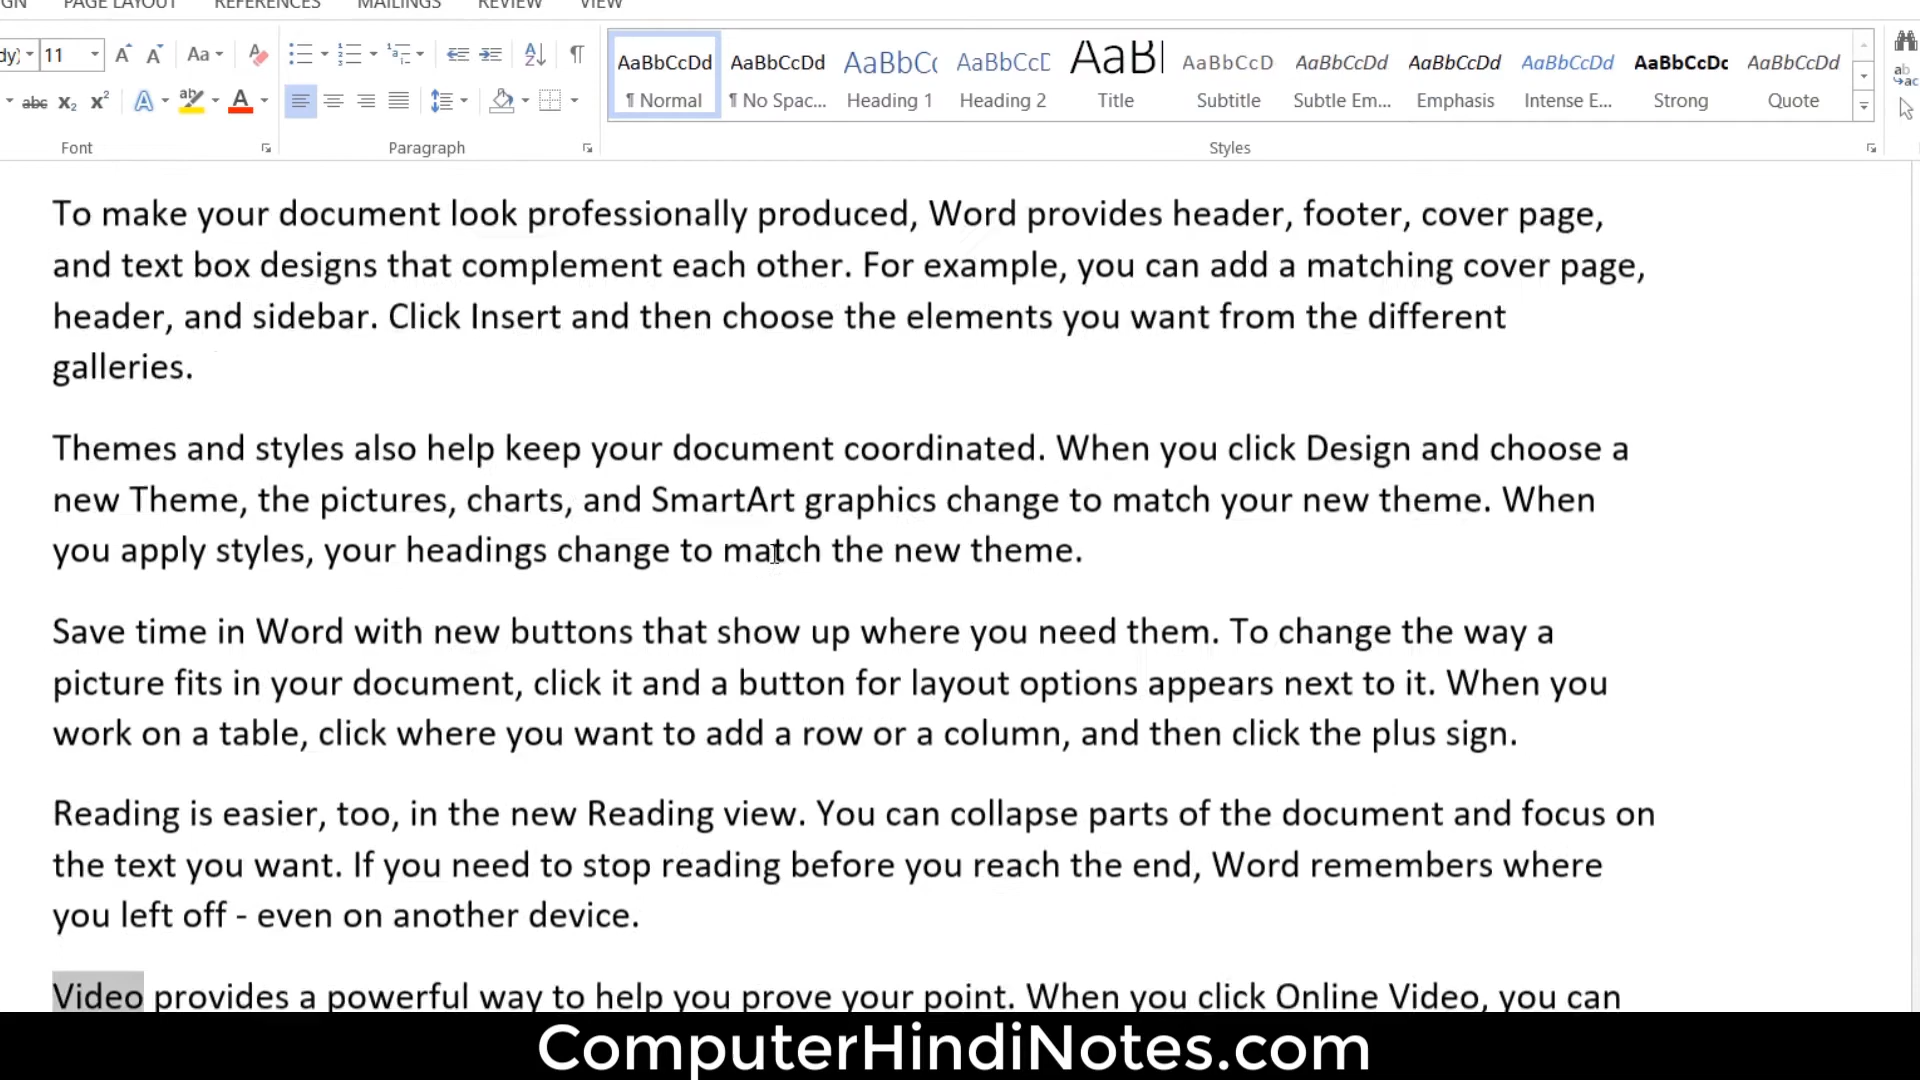 GN PAGE LAYOUT REFERENCES MAILINGS REVIEW VIEW
dy) 11 Aa
abc X₂ X² A ab A
Font Paragraph Styles
AaBbCcDd AaBbCcDd AaBbC AaBbCcD AaB AaBbCcD AaBbCcDd AaBbCcDd AaBbCcDd AaBbCcDc AaBbCcDd
¶ Normal ¶ No Spac... Heading 1 Heading 2 Title Subtitle Subtle Em... Emphasis Intense E... Strong Quote
To make your document look professionally produced, Word provides header, footer, cover page,
and text box designs that complement each other. For example, you can add a matching cover page,
header, and sidebar. Click Insert and then choose the elements you want from the different
galleries.
Themes and styles also help keep your document coordinated. When you click Design and choose a
new Theme, the pictures, charts, and SmartArt graphics change to match your new theme. When
you apply styles, your headings change to match the new theme.
Save time in Word with new buttons that show up where you need them. To change the way a
picture fits in your document, click it and a button for layout options appears next to it. When you
work on a table, click where you want to add a row or a column, and then click the plus sign.
Reading is easier, too, in the new Reading view. You can collapse parts of the document and focus on
the text you want. If you need to stop reading before you reach the end, Word remembers where
you left off - even on another device.
Video provides a powerful way to help you prove your point. When you click Online Video, you can
ComputerHindiNotes.com